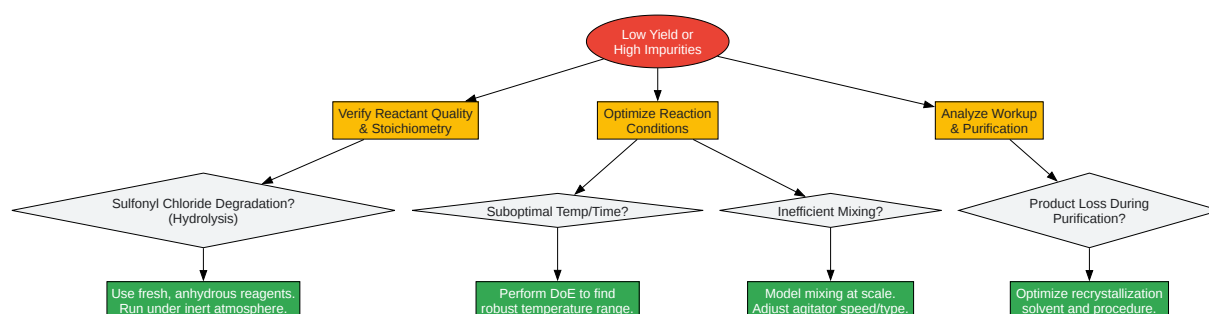 Low Yield or
High Impurities
Verify Reactant Quality
& Stoichiometry
Optimize Reaction
Conditions
Analyze Workup
& Purification
Sulfonyl Chloride Degradation?
(Hydrolysis)
Suboptimal Temp/Time?
Inefficient Mixing?
Product Loss During
Purification?
Use fresh, anhydrous reagents.
Run under inert atmosphere.
Perform DoE to find
robust temperature range.
Model mixing at scale.
Adjust agitator speed/type.
Optimize recrystallization
solvent and procedure.